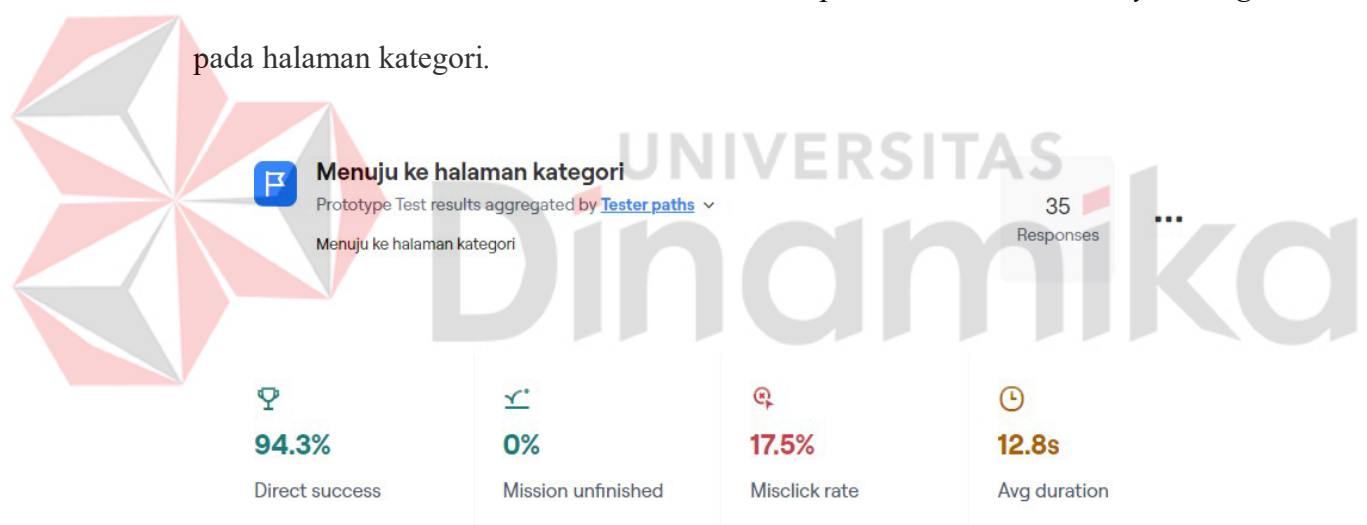 pada halaman kategori.
UNIVERSITAS
Dinamika
Menuju ke halaman kategori
Prototype Test results aggregated by Tester paths
Menuju ke halaman kategori
35
Responses
94.3%
Direct success
0%
Mission unfinished
17.5%
Misclick rate
12.8s
Avg duration